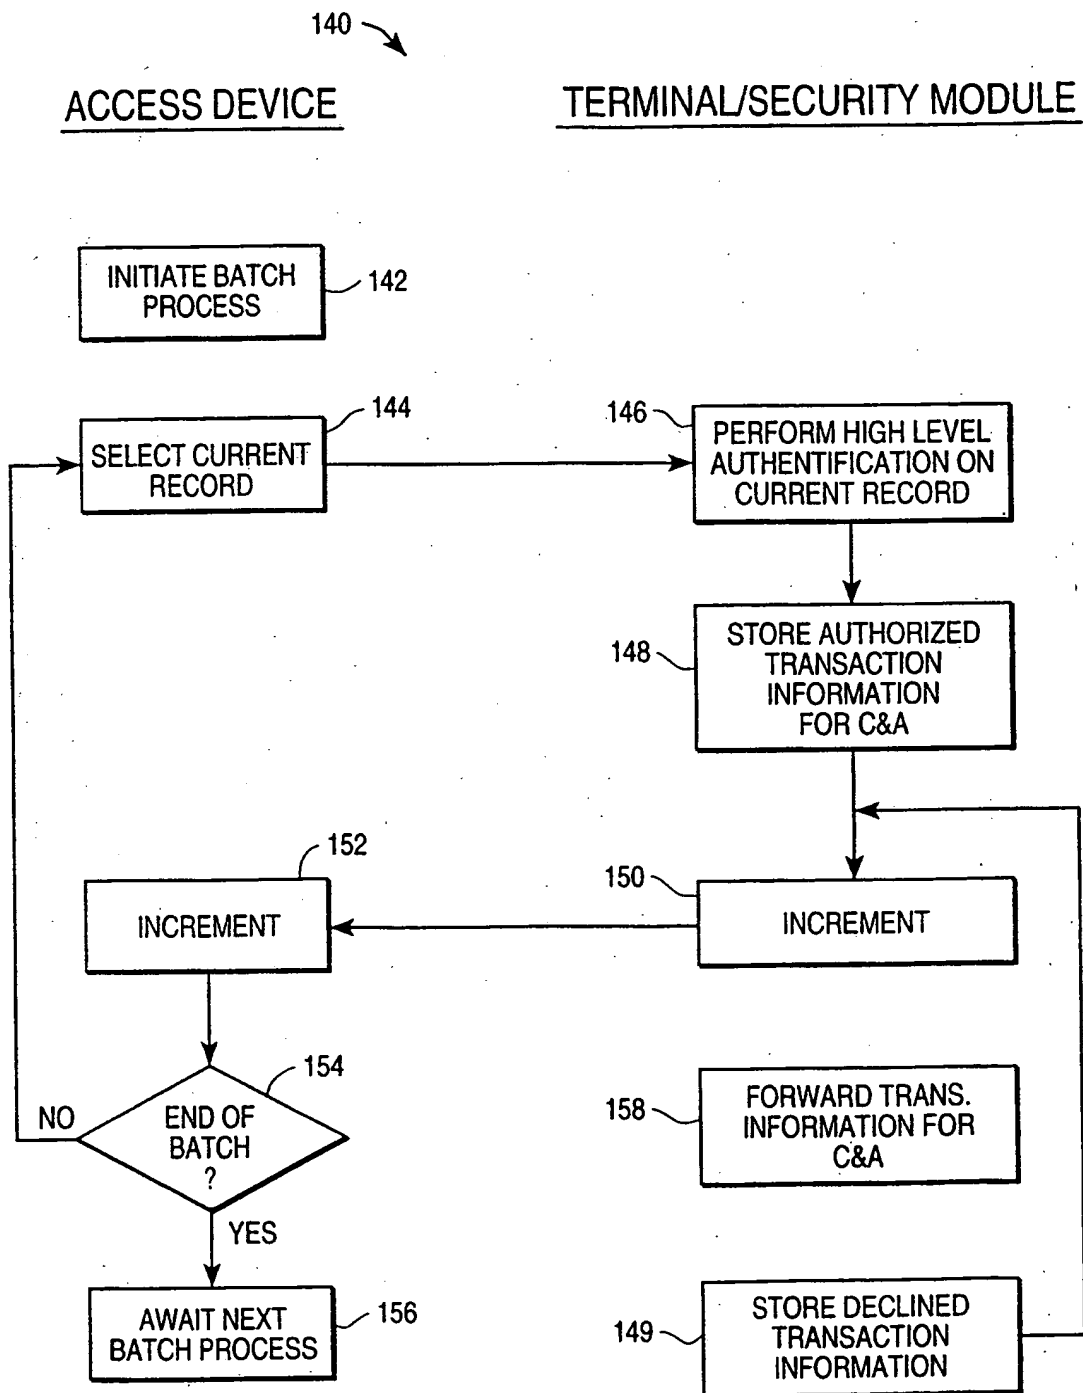 140
ACCESS DEVICE
TERMINAL/SECURITY MODULE
INITIATE BATCH
PROCESS
142
144
SELECT CURRENT
RECORD
146
PERFORM HIGH LEVEL
AUTHENTIFICATION ON
CURRENT RECORD
148
STORE AUTHORIZED
TRANSACTION
INFORMATION
FOR C&A
152
INCREMENT
150
INCREMENT
154
NO
END OF
BATCH
?
YES
158
FORWARD TRANS.
INFORMATION FOR
C&A
AWAIT NEXT
BATCH PROCESS
156
149
STORE DECLINED
TRANSACTION
INFORMATION